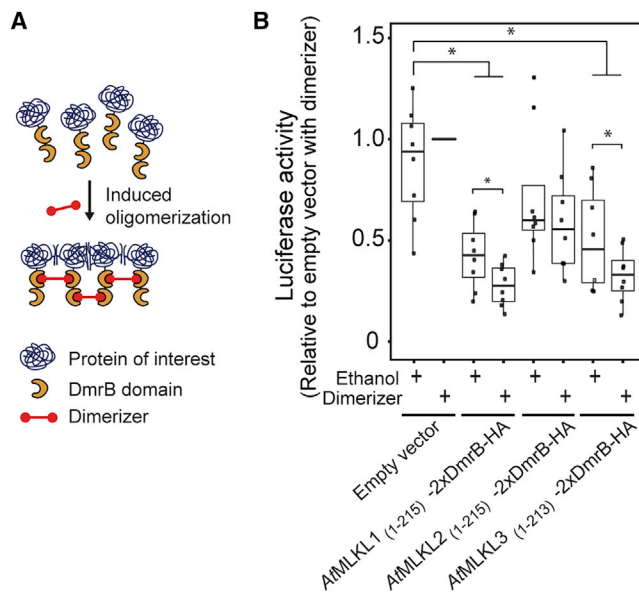 A
Induced
oligomerization
Protein of interest
DmrB domain
Dimerizer
B
Luciferase activity
(Relative to empty vector with dimerizer)
1.0
0.5
0
*
*
*
*
Ethanol + + + +
Dimerizer + + + +
Empty vector
AtMLKL1 (1-215) -2xDmrB-HA
AtMLKL2 (1-215) -2xDmrB-HA
AtMLKL3 (1-213) -2xDmrB-HA